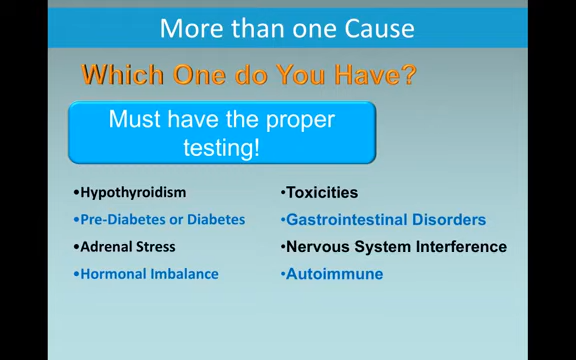 More than one Cause
Which One do You Have?
Must have the proper
testing!
•Hypothyroidism
•Pre-Diabetes or Diabetes
•Adrenal Stress
•Hormonal Imbalance
•Toxicities
•Gastrointestinal Disorders
•Nervous System Interference
•Autoimmune